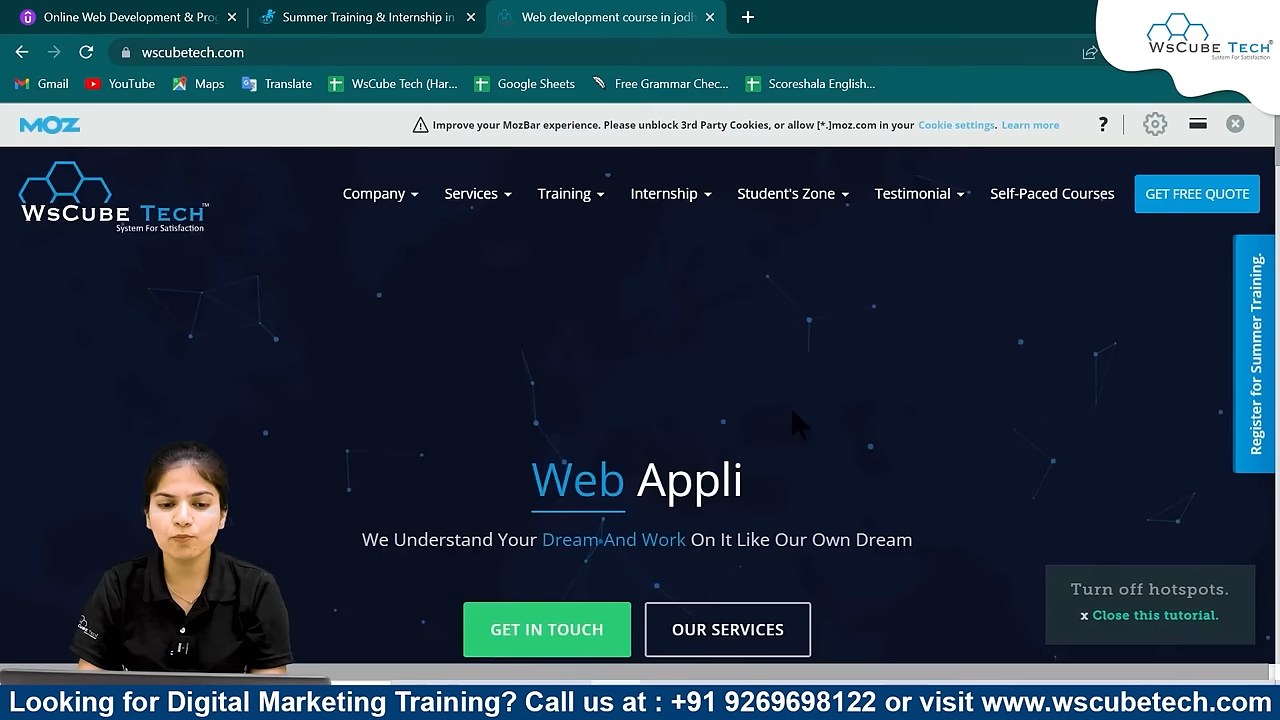 Online Web Development & Pro
Summer Training & Internship in
Web development course in jodh
WSCUBE TECH
System For Satisfaction
wscubetech.com
Gmail
YouTube
Maps
Translate
WsCube Tech (Har...
Google Sheets
Free Grammar Chec...
Scoreshala English...
MOZ
Improve your MozBar experience. Please unblock 3rd Party Cookies, or allow [*.]moz.com in your Cookie settings. Learn more
?
WSCUBE TECH™
System For Satisfaction
Company
Services
Training
Internship
Student's Zone
Testimonial
Self-Paced Courses
GET FREE QUOTE
Register for Summer Training.
Web Appli
We Understand Your Dream And Work On It Like Our Own Dream
GET IN TOUCH
OUR SERVICES
Turn off hotspots.
x Close this tutorial.
Looking for Digital Marketing Training? Call us at : +91 9269698122 or visit www.wscubetech.com